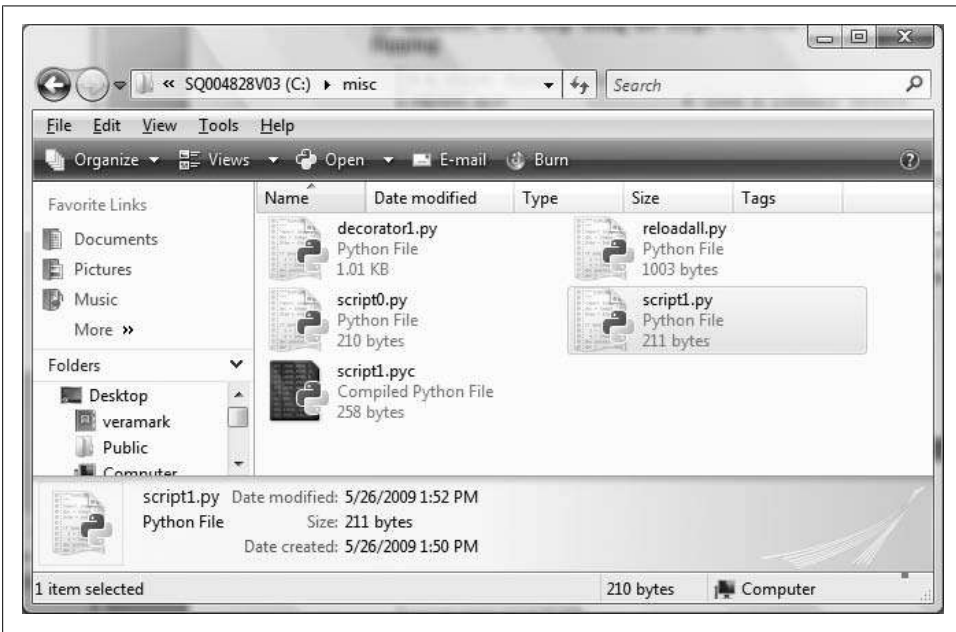 flipping
« SQ004828V03 (C:) ▸ misc
Search
File Edit View Tools Help
Organize Views Open E-mail Burn ?
Favorite Links
Documents
Pictures
Music
More »
Folders
Desktop
veramark
Public
Computer
Name Date modified Type Size Tags
decorator1.py
Python File
1.01 KB
reloadall.py
Python File
1003 bytes
script0.py
Python File
210 bytes
script1.py
Python File
211 bytes
script1.pyc
Compiled Python File
258 bytes
script1.py Date modified: 5/26/2009 1:52 PM
Python File Size: 211 bytes
Date created: 5/26/2009 1:50 PM
1 item selected 210 bytes Computer